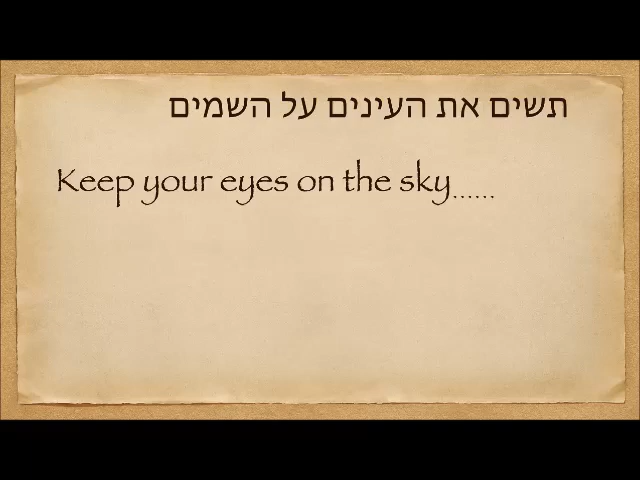 תשים את העינים על השמים
Keep your eyes on the sky......